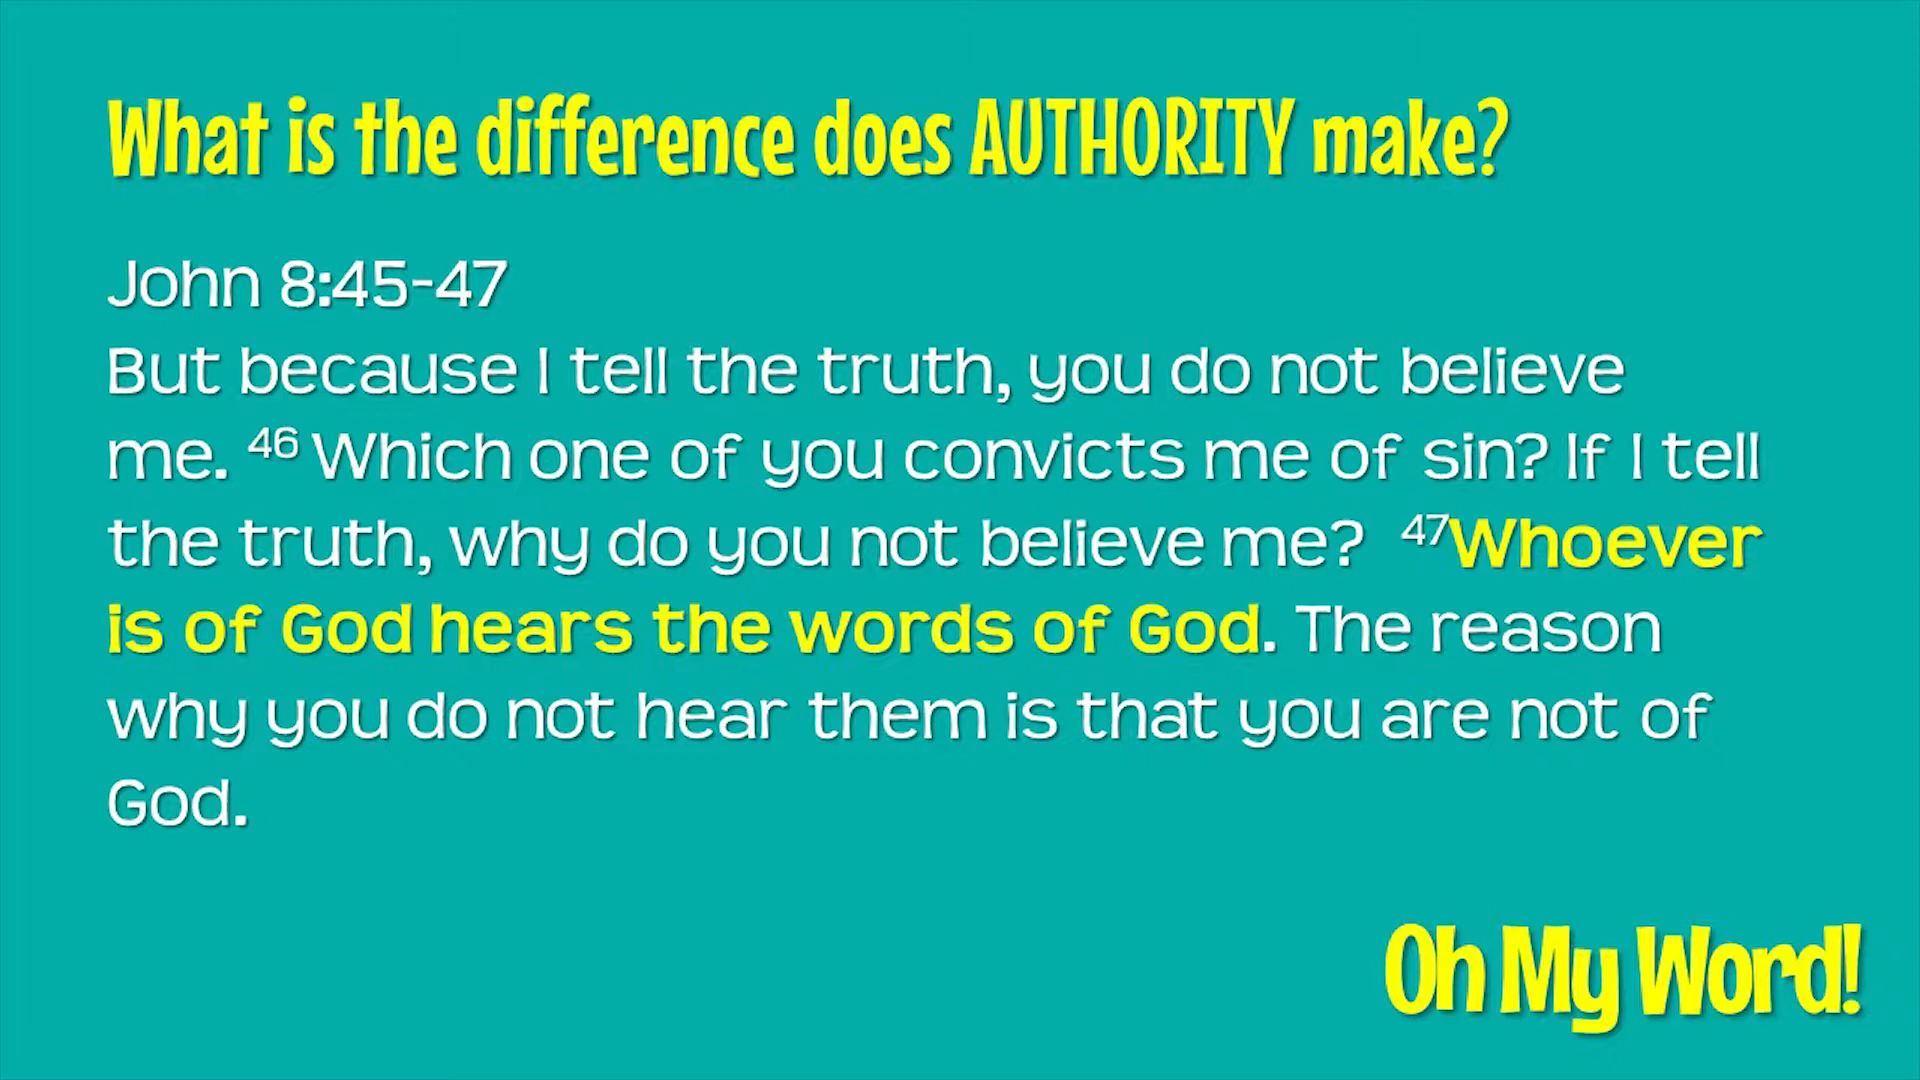 What is the difference does AUTHORITY make?
John 8:45-47
But because I tell the truth, you do not believe
me. 46 Which one of you convicts me of sin? If I tell
the truth, why do you not believe me? 47Whoever
is of God hears the words of God. The reason
why you do not hear them is that you are not of
God.
Oh My Word!